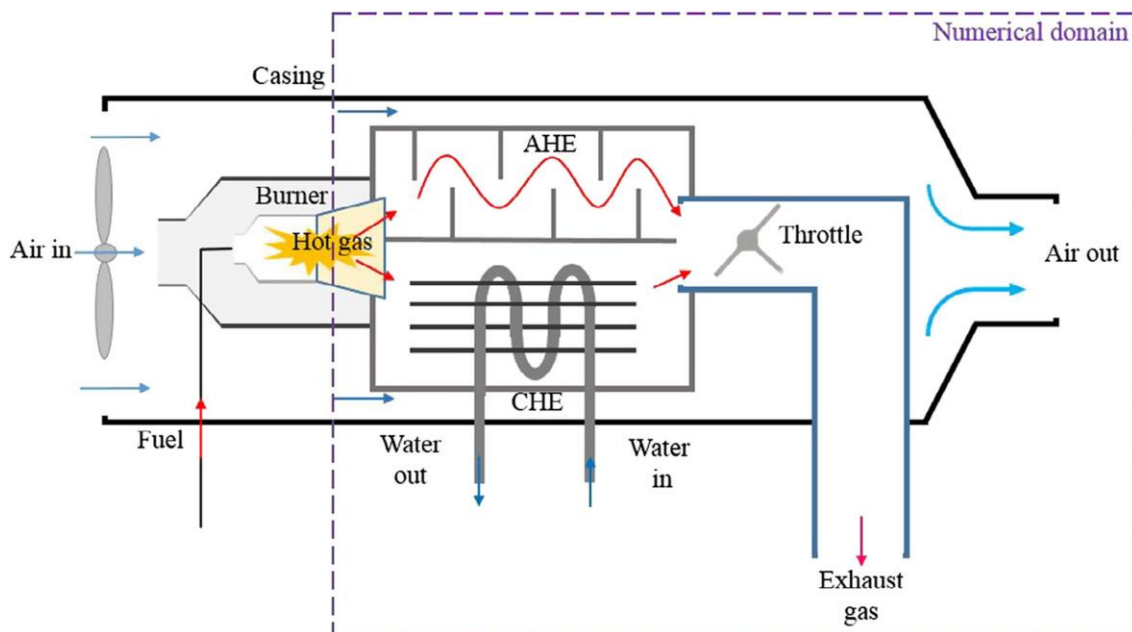 Numerical domain
Casing
AHE
Burner
Hot gas
Throttle
Air in
Air out
CHE
Fuel
Water
out
Water
in
Exhaust
gas